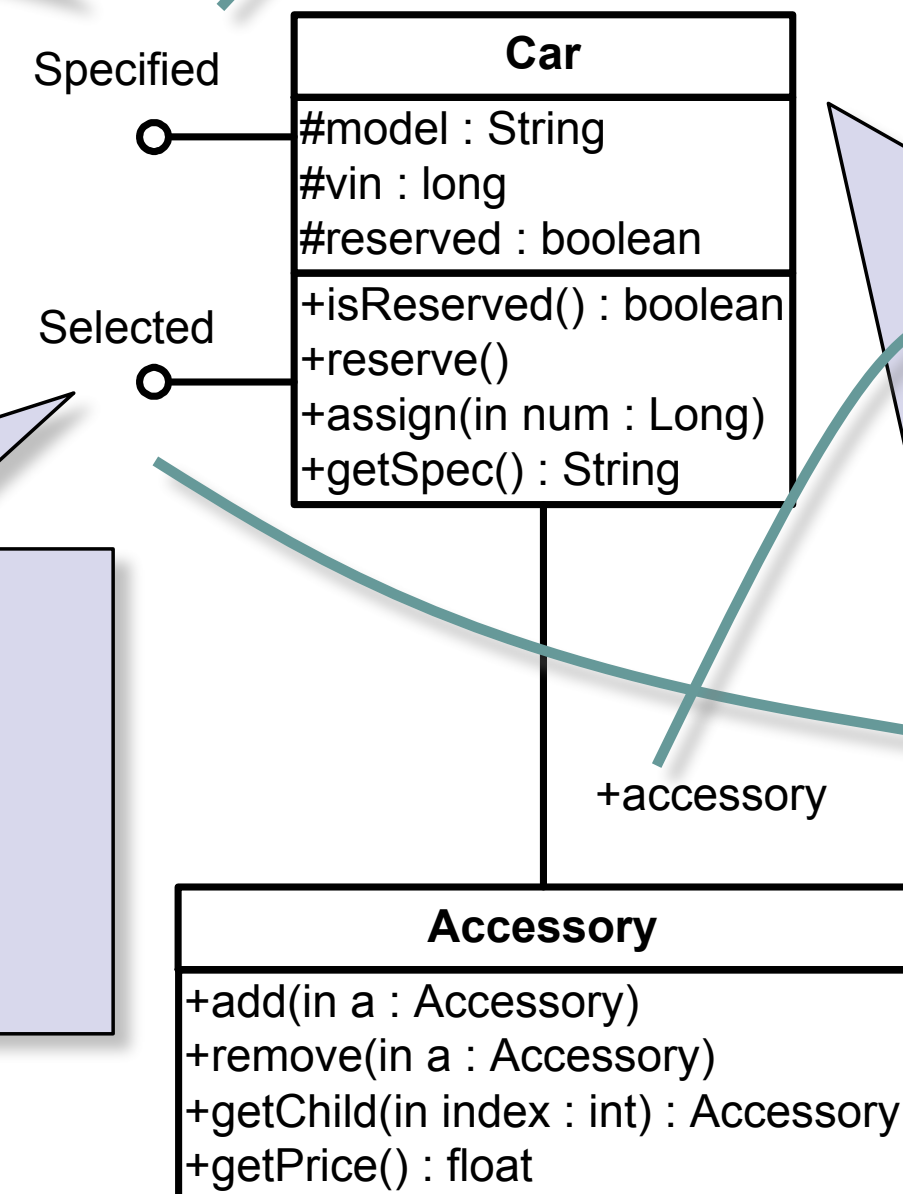 Specified
Car
#model : String
#vin : long
#reserved : boolean
Selected
+isReserved() : boolean
+reserve()
+assign(in num : Long)
+getSpec() : String
+accessory
Accessory
+add(in a : Accessory)
+remove(in a : Accessory)
+getChild(in index : int) : Accessory
+getPrice() : float